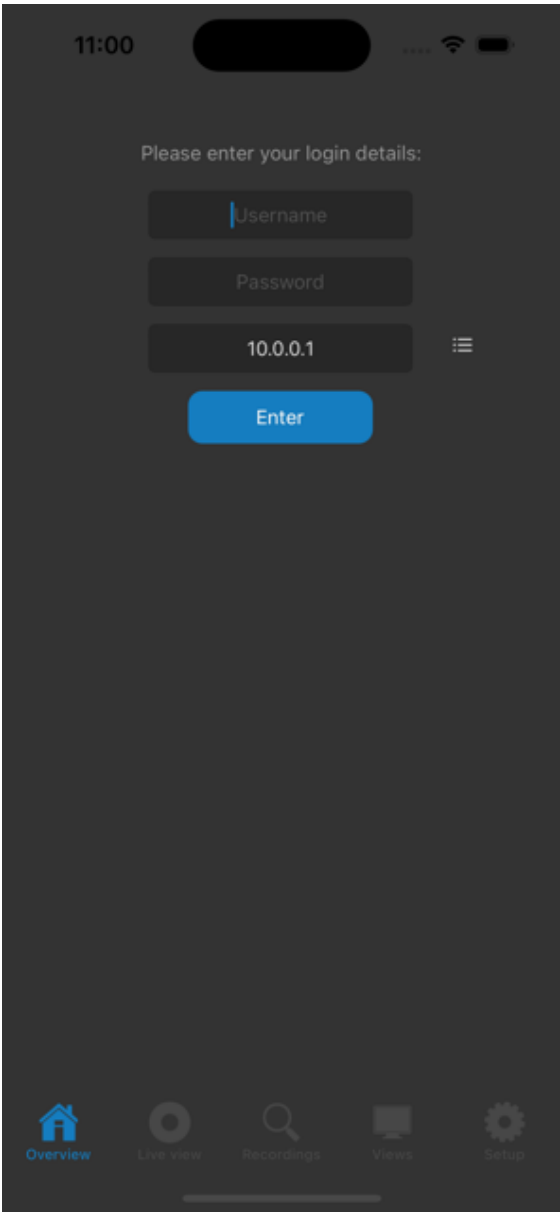 11:00
Please enter your login details:
Username
Password
10.0.0.1
Enter
Overview
Live view
Recordings
Views
Setup